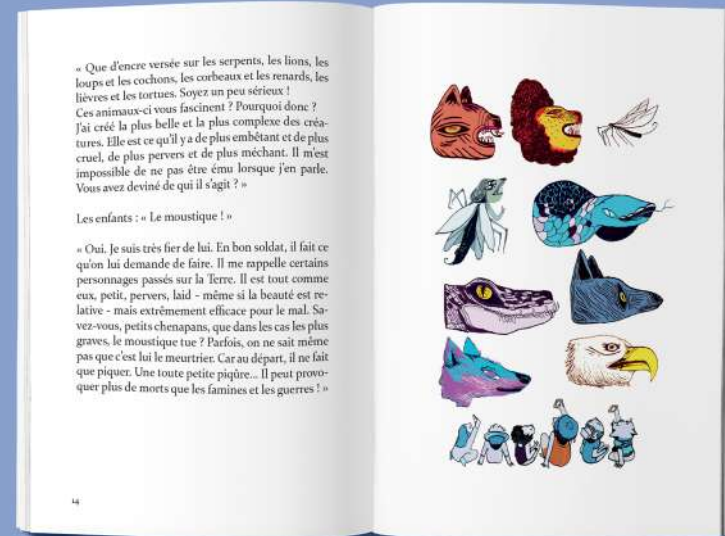 « Que d'encre versée sur les serpents, les lions, les
loups et les cochons, les corbeaux et les renards, les
lièvres et les tortues. Soyez un peu sérieux !
Ces animaux-ci vous fascinent ? Pourquoi donc ?
J'ai créé la plus belle et la plus complexe des créa-
tures. Elle est ce qu'il y a de plus embêtant et de plus
cruel, de plus pervers et de plus méchant. Il m'est
impossible de ne pas être ému lorsque j'en parle.
Vous avez deviné de qui il s'agit ? »
Les enfants : « Le moustique ! »
« Oui. Je suis très fier de lui. En bon soldat, il fait ce
qu'on lui demande de faire. Il me rappelle certains
personnages passés sur la Terre. Il est tout comme
eux, petit, pervers, laid - même si la beauté est re-
lative - mais extrêmement efficace pour le mal. Sa-
vez-vous, petits chenapans, que dans les cas les plus
graves, le moustique tue ? Parfois, on ne sait même
pas que c'est lui le meurtrier. Car au départ, il ne fait
que piquer. Une toute petite piqûre... Il peut provo-
quer plus de morts que les famines et les guerres ! »
14